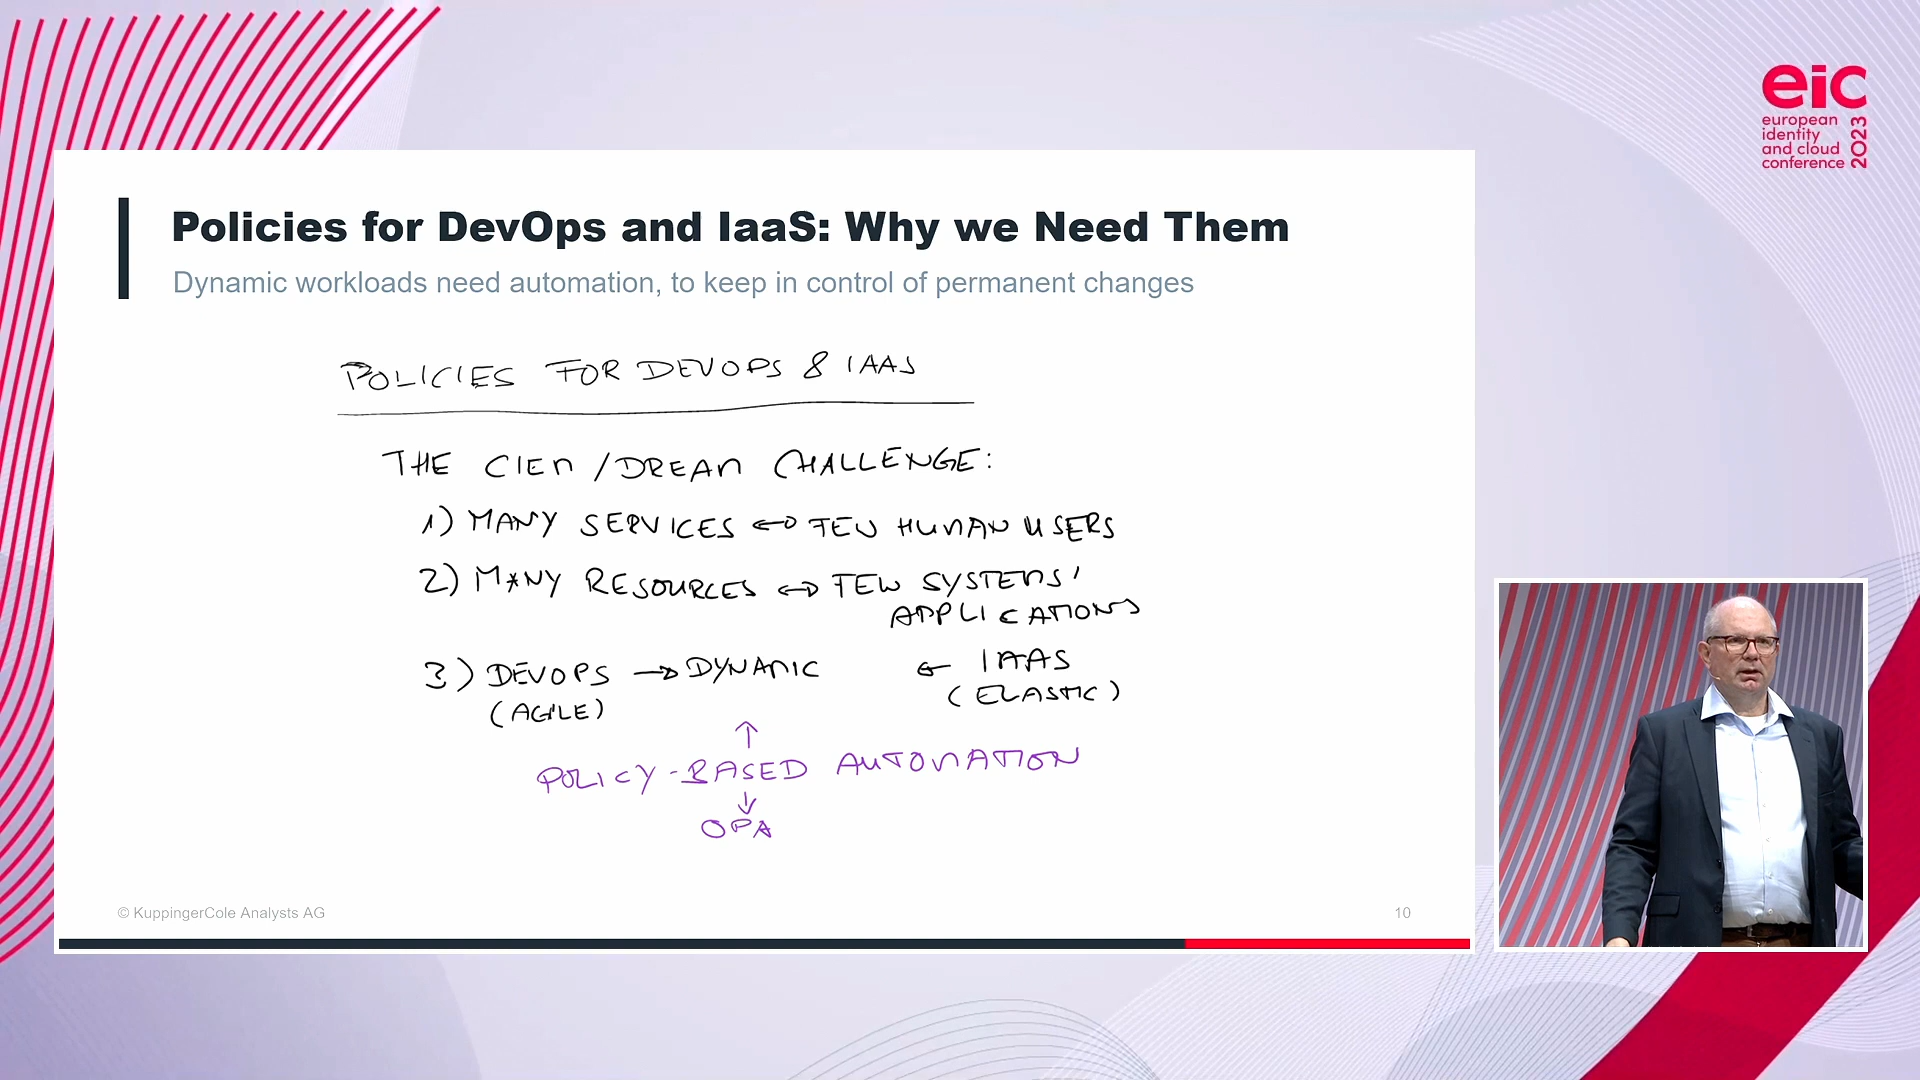 eic
european
identity
and cloud
conference
2023
Policies for DevOps and IaaS: Why we Need Them
Dynamic workloads need automation, to keep in control of permanent changes
POLICIES FOR DEVOPS & IAAS
THE CIEM / DREAM CHALLENGE:
1) MANY SERVICES ↔ FEW HUMAN USERS
2) MANY RESOURCES ↔ FEW SYSTEMS,
APPLICATIONS
3) DEVOPS → DYNAMIC ← IAAS
(AGILE) (ELASTIC)
↑
POLICY-BASED AUTOMATION
↓
OPA
© KuppingerCole Analysts AG
10